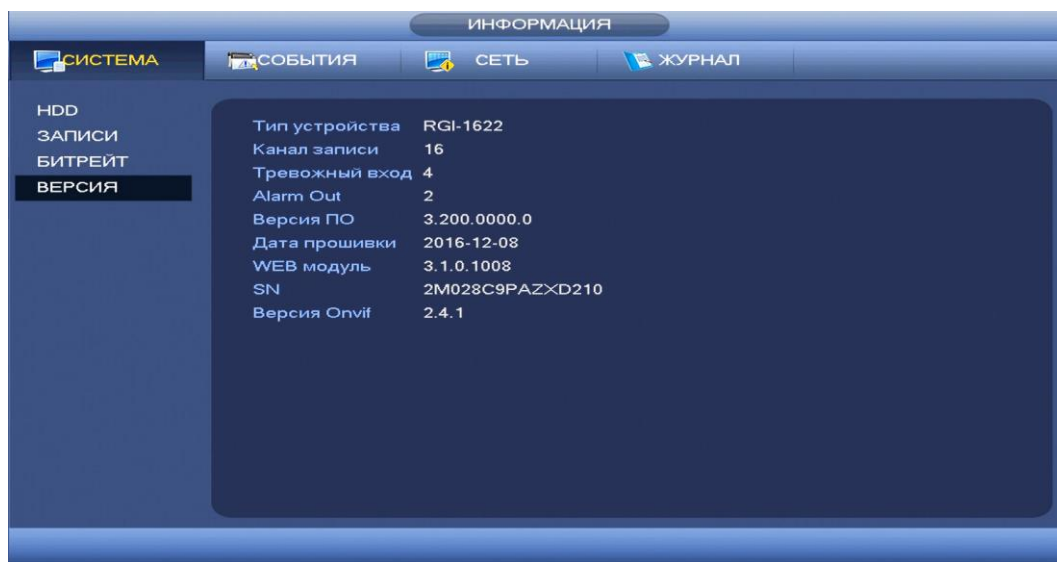 ИНФОРМАЦИЯ
СИСТЕМА СОБЫТИЯ СЕТЬ ЖУРНАЛ
HDD
ЗАПИСИ
БИТРЕЙТ
ВЕРСИЯ
Тип устройства RGI-1622
Канал записи 16
Тревожный вход 4
Alarm Out 2
Версия ПО 3.200.0000.0
Дата прошивки 2016-12-08
WEB модуль 3.1.0.1008
SN 2M028C9PAZXD210
Версия Onvif 2.4.1